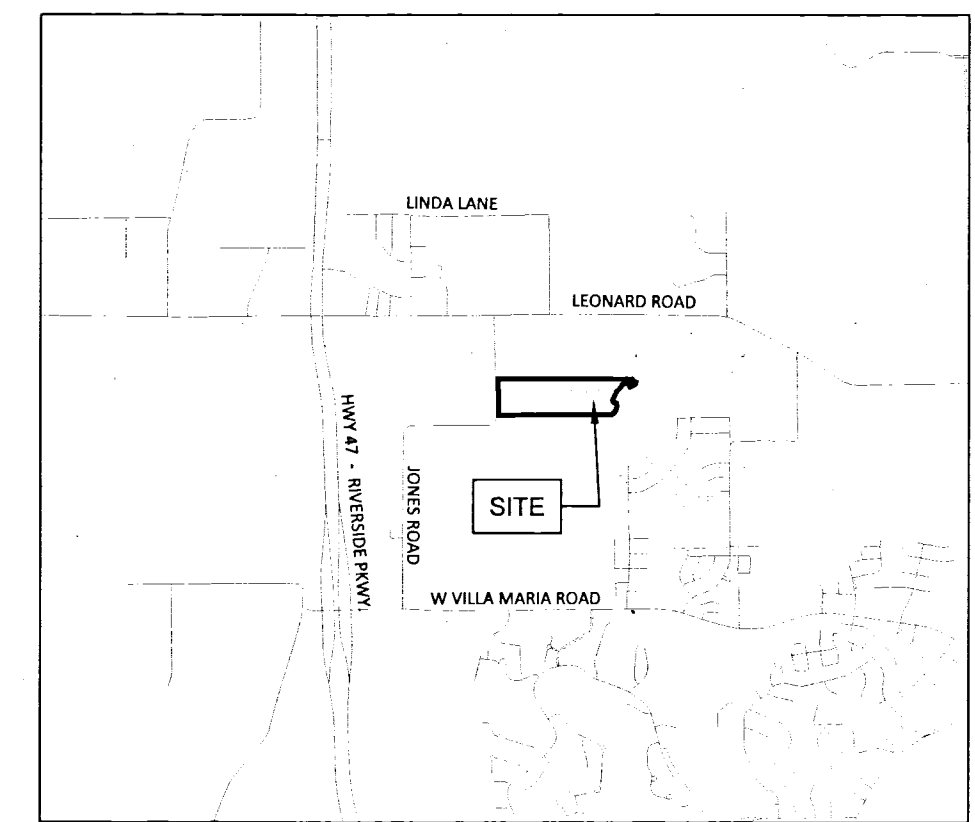 LINDA LANE
LEONARD ROAD
HWY 47 - RIVERSIDE PKWY.
JONES ROAD
SITE
W VILLA MARIA ROAD